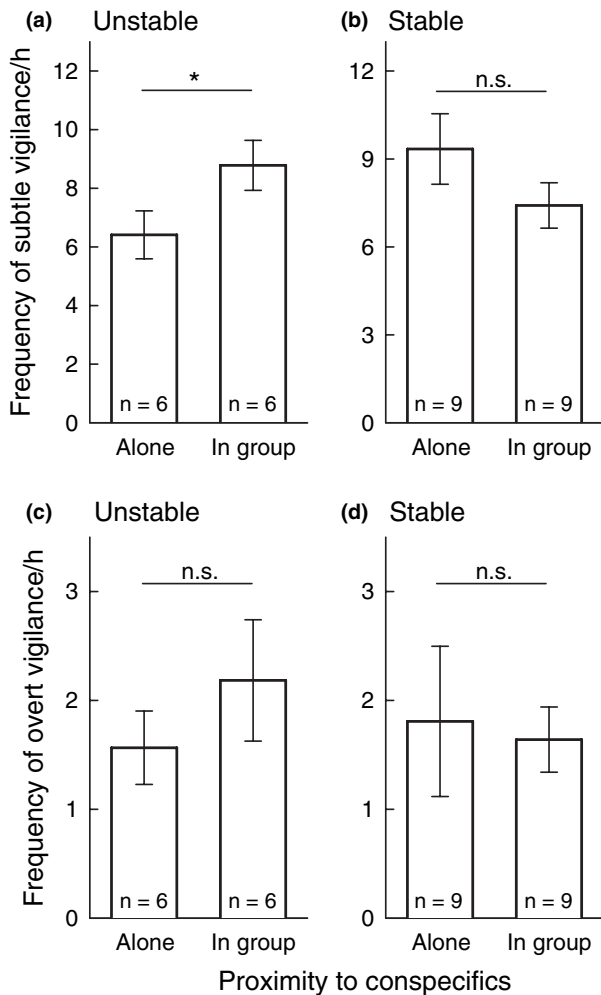 (a) Unstable
(b) Stable
Frequency of subtle vigilance/h
12
10
8
6
4
2
0
*
n = 6
n = 6
Alone
In group
12
9
6
3
0
n.s.
n = 9
n = 9
Alone
In group
(c) Unstable
(d) Stable
Frequency of overt vigilance/h
3
2
1
0
n.s.
n = 6
n = 6
Alone
In group
3
2
1
0
n.s.
n = 9
n = 9
Alone
In group
Proximity to conspecifics